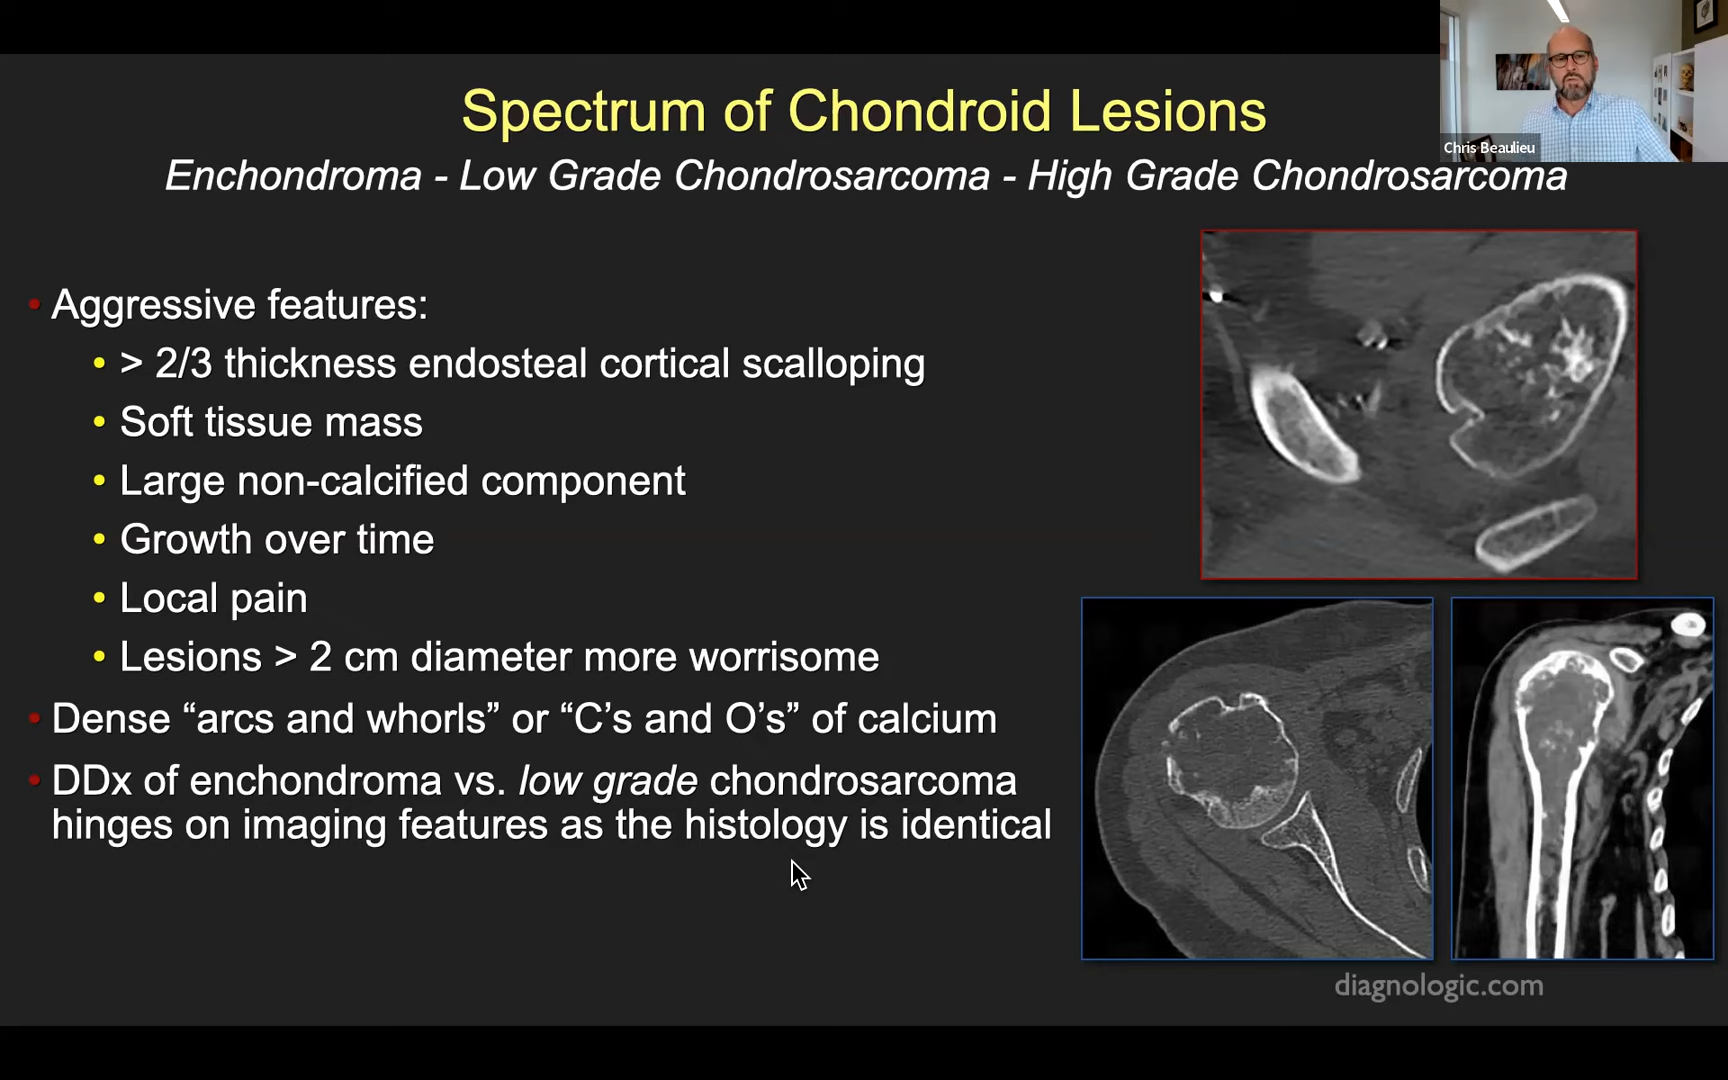 Spectrum of Chondroid Lesions
Chris Beaulieu
Enchondroma - Low Grade Chondrosarcoma - High Grade Chondrosarcoma
• Aggressive features:
• > 2/3 thickness endosteal cortical scalloping
• Soft tissue mass
• Large non-calcified component
• Growth over time
• Local pain
• Lesions > 2 cm diameter more worrisome
• Dense “arcs and whorls” or “C’s and O’s” of calcium
• DDx of enchondroma vs. low grade chondrosarcoma
hinges on imaging features as the histology is identical
diagnologic.com